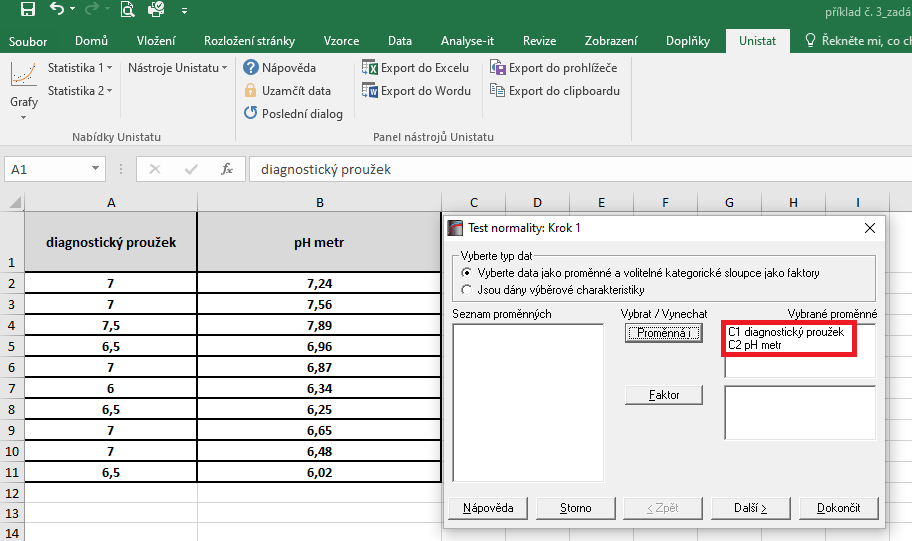 příklad č. 3_zadá
Soubor Domů Vložení Rozložení stránky Vzorce Data Analyse-it Revize Zobrazení Doplňky Unistat Řekněte mi, co ch
Grafy
Statistika 1
Statistika 2
Nástroje Unistatu
Nabídky Unistatu
Nápověda
Uzamčít data
Poslední dialog
Export do Excelu
Export do Wordu
Export do prohlížeče
Export do clipboardu
Panel nástrojů Unistatu
A1 fx diagnostický proužek
A B C D E F G H I
1 diagnostický proužek pH metr
2 7 7,24
3 7 7,56
4 7,5 7,89
5 6,5 6,96
6 7 6,87
7 6 6,34
8 6,5 6,25
9 7 6,65
10 7 6,48
11 6,5 6,02
12
13
14
Test normality: Krok 1
Vyberte typ dat
Vyberte data jako proměnné a volitelné kategorické sloupce jako faktory
Jsou dány výběrové charakteristiky
Seznam proměnných Vybrat / Vynechat Vybrané proměnné
Proměnná i
C1 diagnostický proužek
C2 pH metr
Faktor
Nápověda Storno < Zpět Další > Dokončit